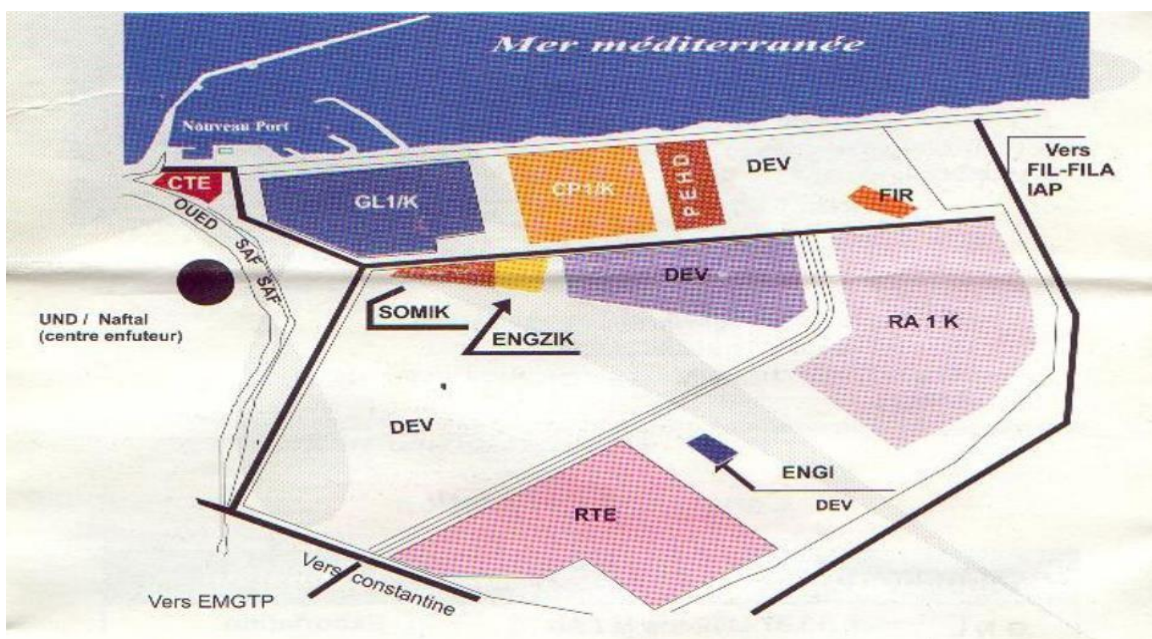 Mer méditerranée
Nouveau Port
Vers
FIL-FILA
IAP
CTE
GL1/K
CP1/K
PEHD
DEV
FIR
OUED SAF SAF
UND / Naftal
(centre enfuteur)
SOMIK
ENGZIK
DEV
RA 1 K
DEV
ENGI
DEV
RTE
Vers constantine
Vers EMGTP